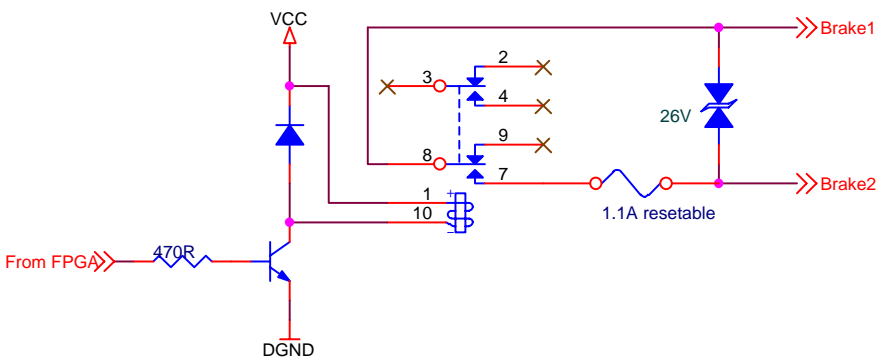 VCC
Brake1
2
3
4
26V
9
8
7
Brake2
1
+
1.1A resetable
10
-
470R
From FPGA
DGND